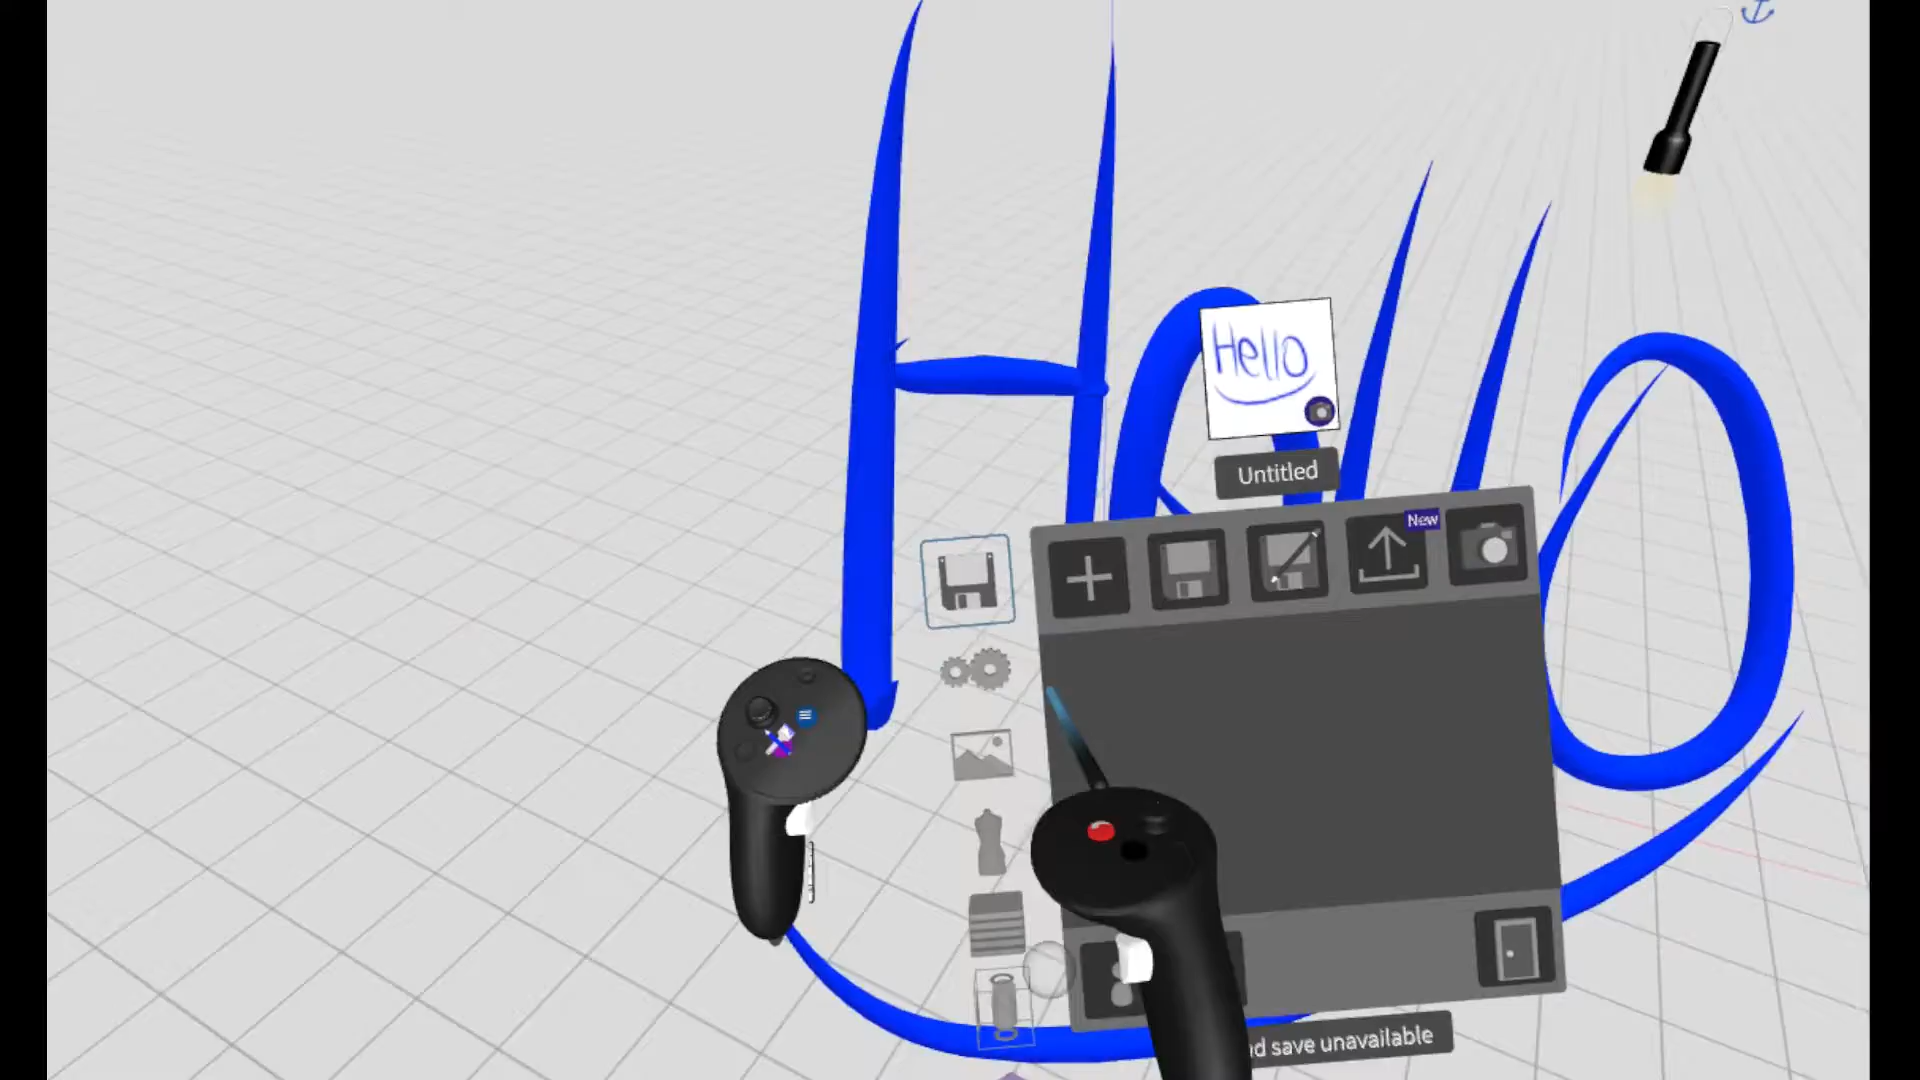 Hello
Hello
Untitled
New
save unavailable